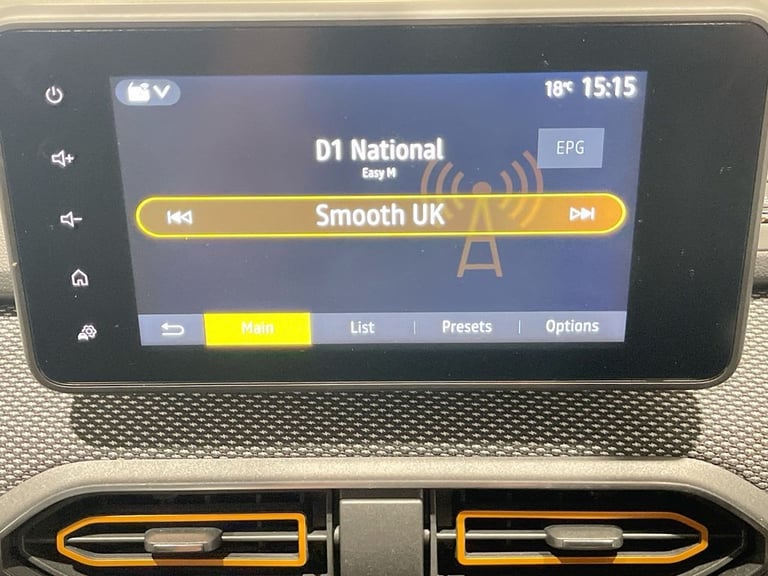 18°C 15:15
D1 National
EPG
Easy M
Smooth UK
Main List Presets Options